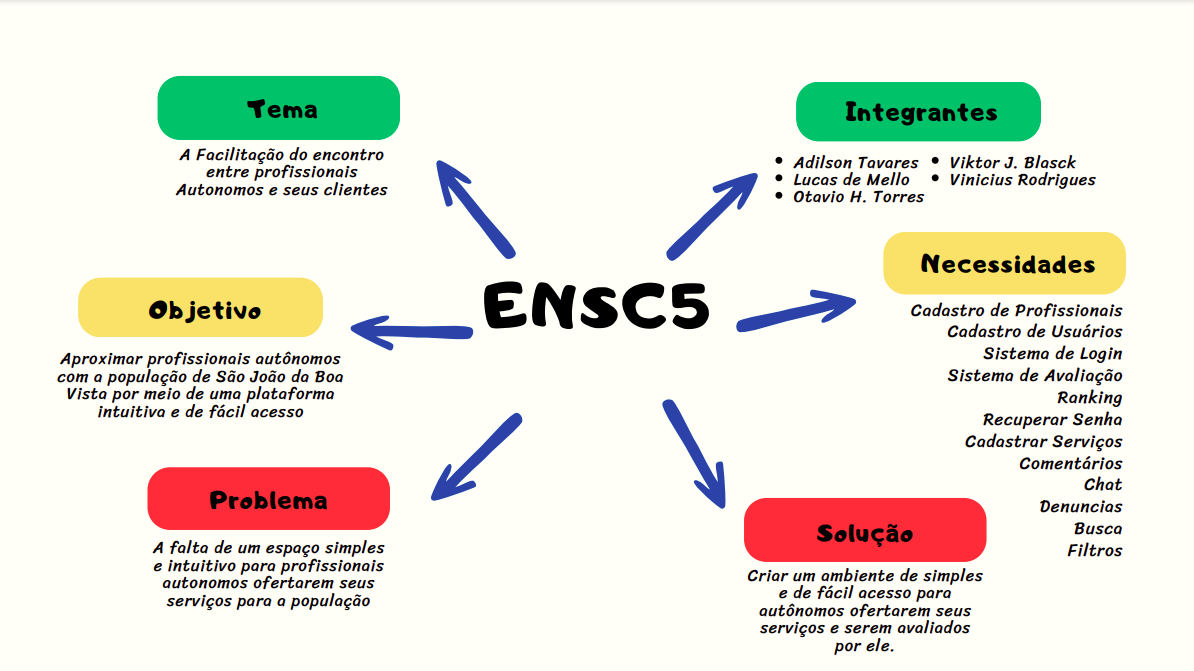 ENSC5
Tema
A Facilitação do encontro
entre profissionais
Autonomos e seus clientes
Objetivo
Aproximar profissionais autônomos
com a população de São João da Boa
Vista por meio de uma plataforma
intuitiva e de fácil acesso
Problema
A falta de um espaço simples
e intuitivo para profissionais
autonomos ofertarem seus
serviços para a população
Integrantes
• Adilson Tavares
• Lucas de Mello
• Otavio H. Torres
• Viktor J. Blasck
• Vinicius Rodrigues
Necessidades
Cadastro de Profissionais
Cadastro de Usuários
Sistema de Login
Sistema de Avaliação
Ranking
Recuperar Senha
Cadastrar Serviços
Comentários
Chat
Denuncias
Busca
Filtros
Solução
Criar um ambiente de simples
e de fácil acesso para
autônomos ofertarem seus
serviços e serem avaliados
por ele.